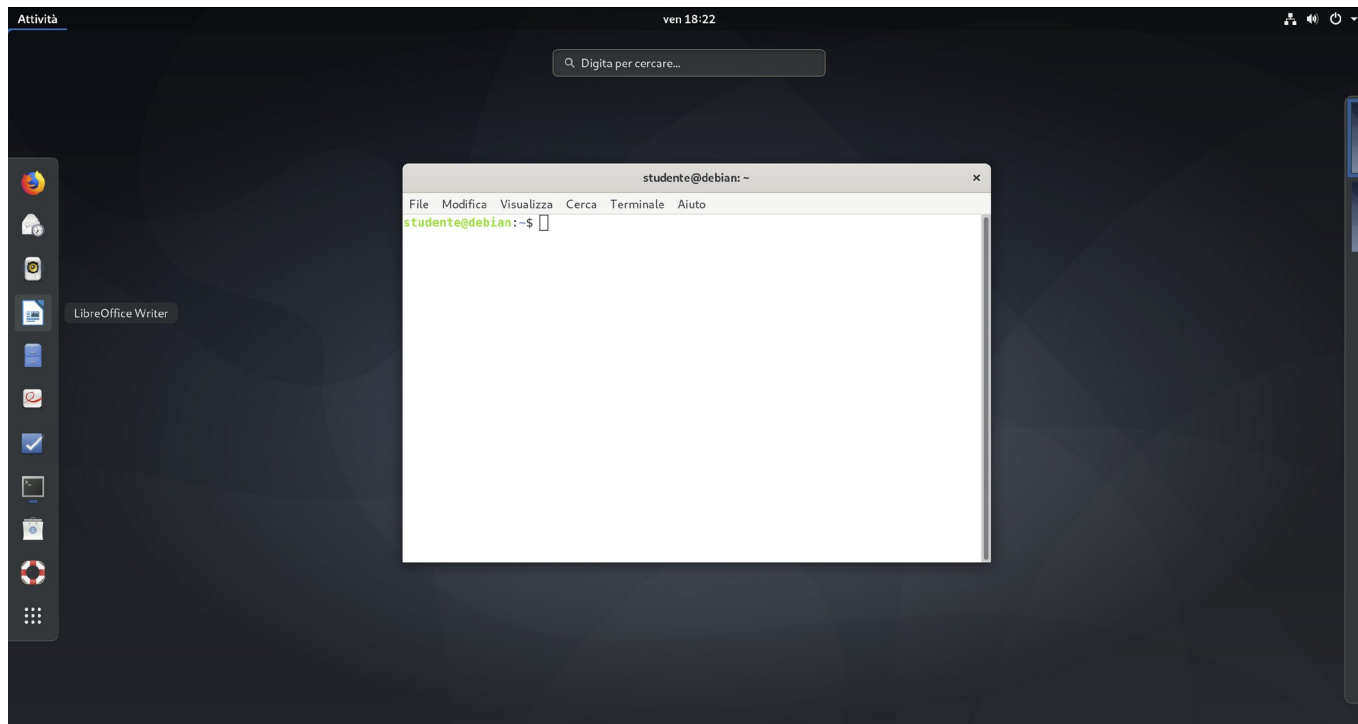 Attività
ven 18:22
Digita per cercare...
studente@debian: ~
File Modifica Visualizza Cerca Terminale Aiuto
studente@debian:~$
LibreOffice Writer